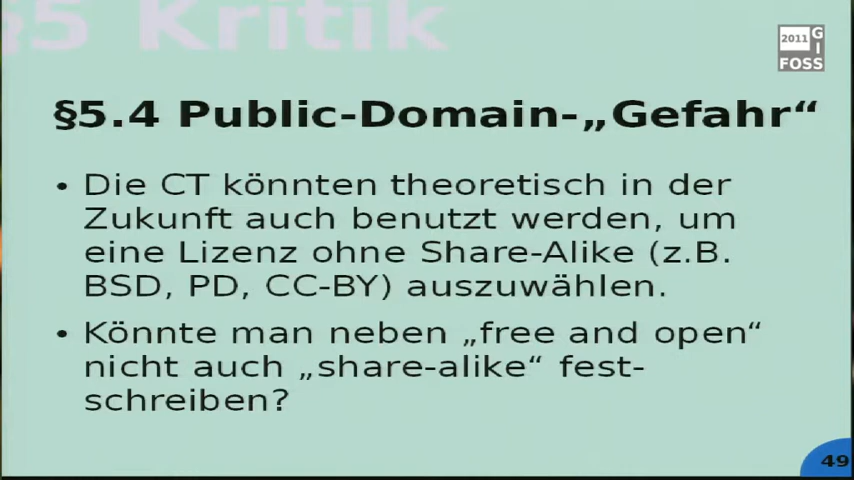 §5 Kritik
2011 G
I
FOSS
§5.4 Public-Domain-„Gefahr“
• Die CT könnten theoretisch in der
Zukunft auch benutzt werden, um
eine Lizenz ohne Share-Alike (z.B.
BSD, PD, CC-BY) auszuwählen.
• Könnte man neben „free and open“
nicht auch „share-alike“ fest-
schreiben?
49